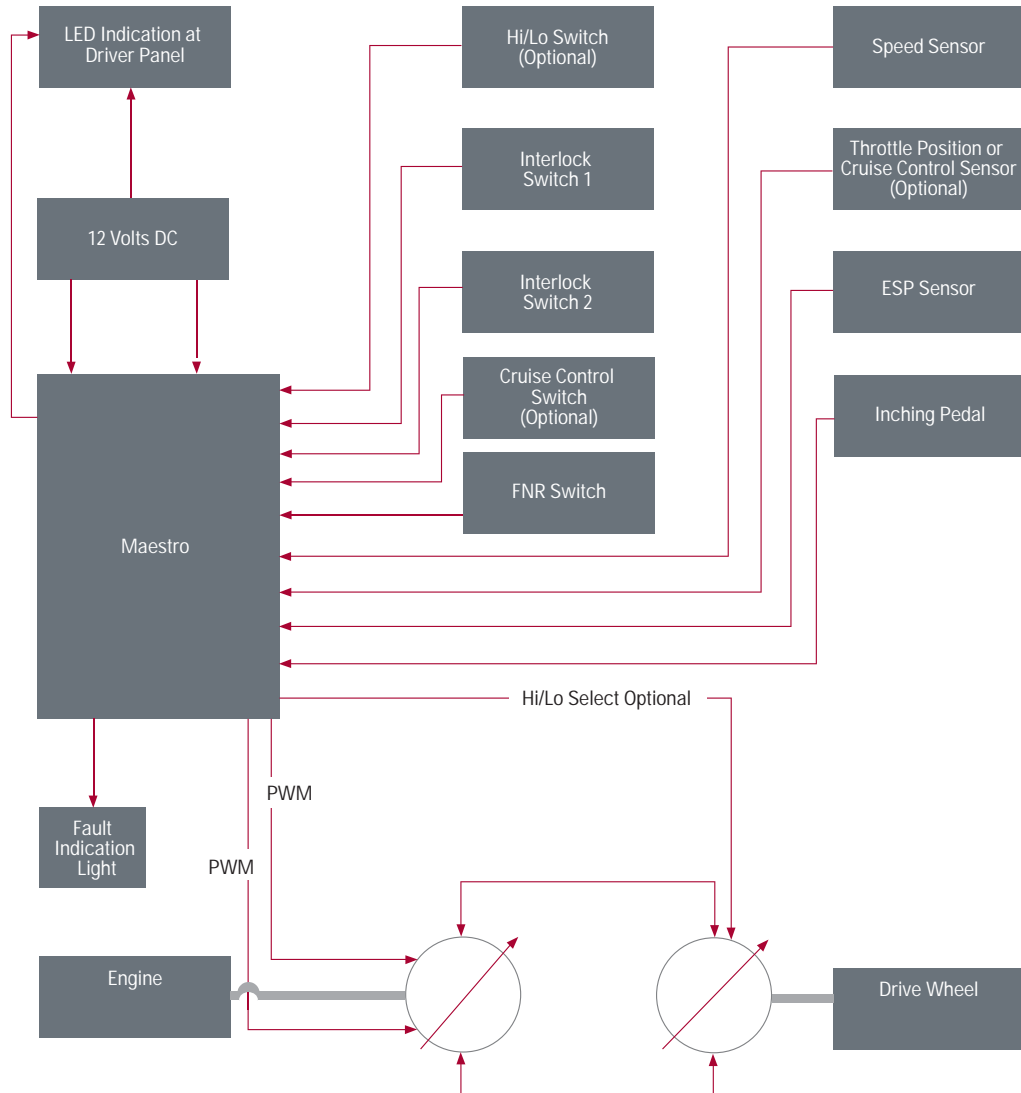 LED Indication at
Driver Panel
Hi/Lo Switch
(Optional)
Speed Sensor
Interlock
Switch 1
Throttle Position or
Cruise Control Sensor
(Optional)
12 Volts DC
Interlock
Switch 2
ESP Sensor
Cruise Control
Switch
(Optional)
Inching Pedal
FNR Switch
Maestro
Hi/Lo Select Optional
PWM
Fault
Indication
Light
PWM
Engine
Drive Wheel